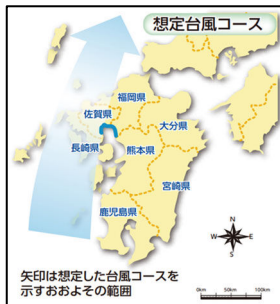 想定台風コース
福岡県
佐賀県
大分県
長崎県
熊本県
宮崎県
鹿児島県
矢印は想定した台風コースを
示すおおよその範囲
N
W
E
S
0km
50km
100km